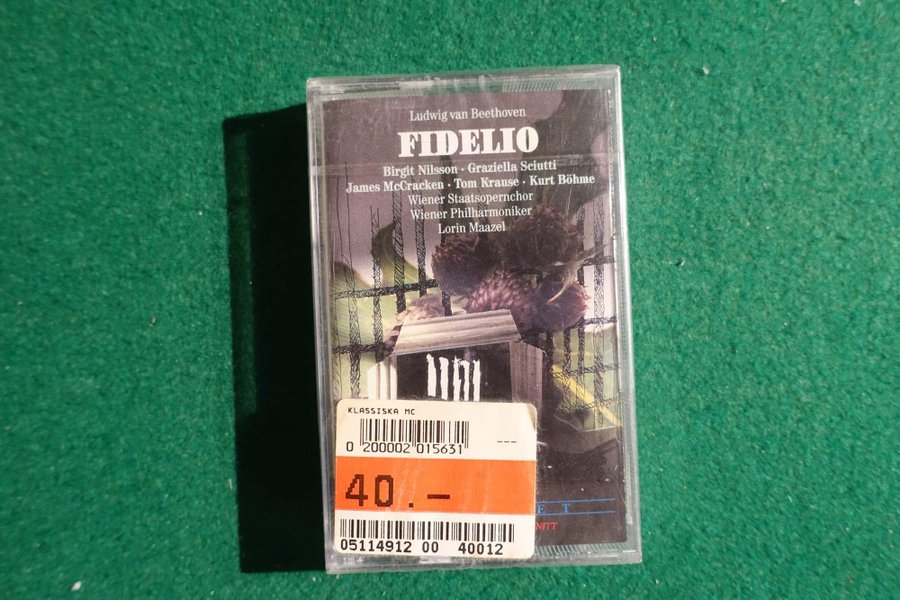 Ludwig van Beethoven
FIDELIO
Birgit Nilsson · Graziella Sciutti
James McCracken · Tom Krause · Kurt Böhme
Wiener Staatsopernchor
Wiener Philharmoniker
Lorin Maazel
KLASSISKA MC
---
0 200002 015631
40.–
E T
NITT
05114912 00 40012